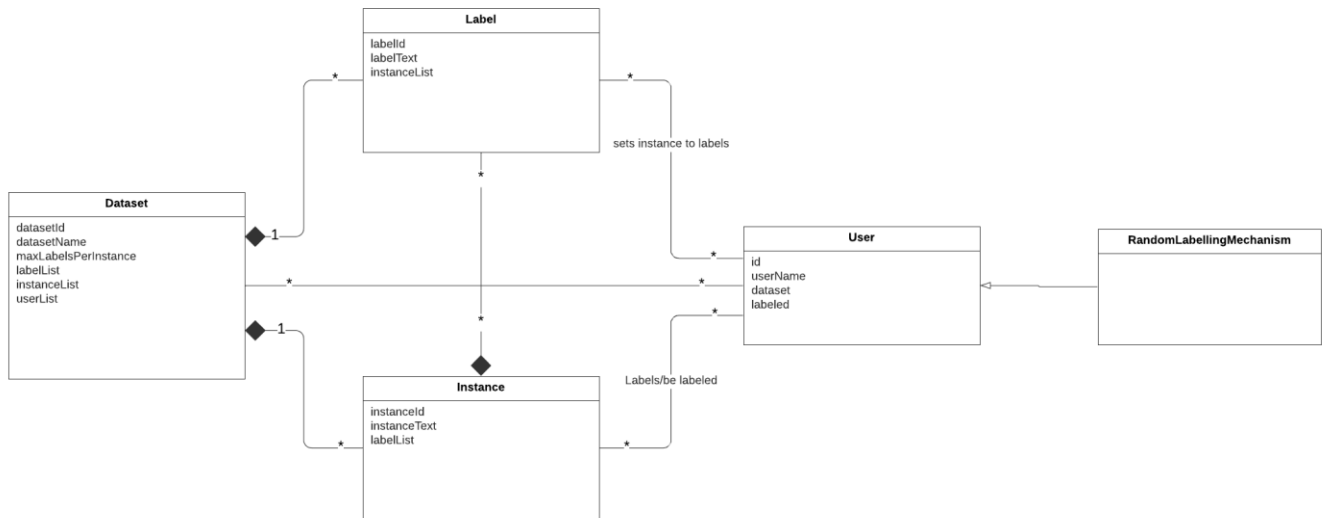 Label
labelId
labelText
instanceList
*
*
sets instance to labels
*
Dataset
datasetId
datasetName
maxLabelsPerInstance
labelList
instanceList
userList
1
*
*
1
*
User
id
userName
dataset
labeled
*
*
RandomLabellingMechanism
Labels/be labeled
Instance
instanceId
instanceText
labelList
*
*